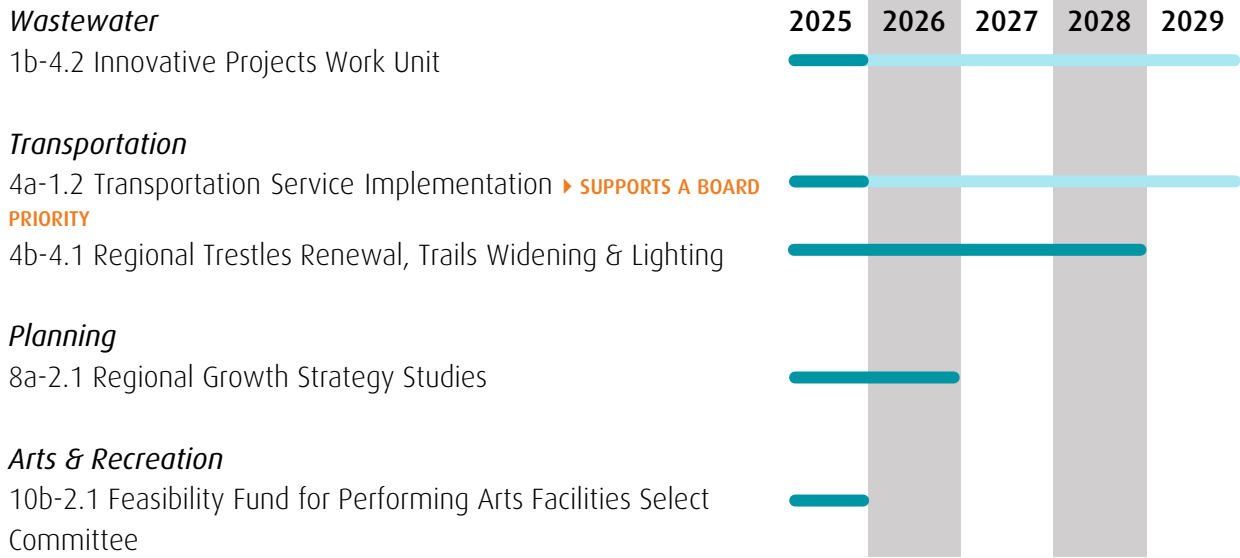 Wastewater 2025 2026 2027 2028 2029
1b-4.2 Innovative Projects Work Unit
Transportation
4a-1.2 Transportation Service Implementation ▸ SUPPORTS A BOARD
PRIORITY
4b-4.1 Regional Trestles Renewal, Trails Widening & Lighting
Planning
8a-2.1 Regional Growth Strategy Studies
Arts & Recreation
10b-2.1 Feasibility Fund for Performing Arts Facilities Select
Committee